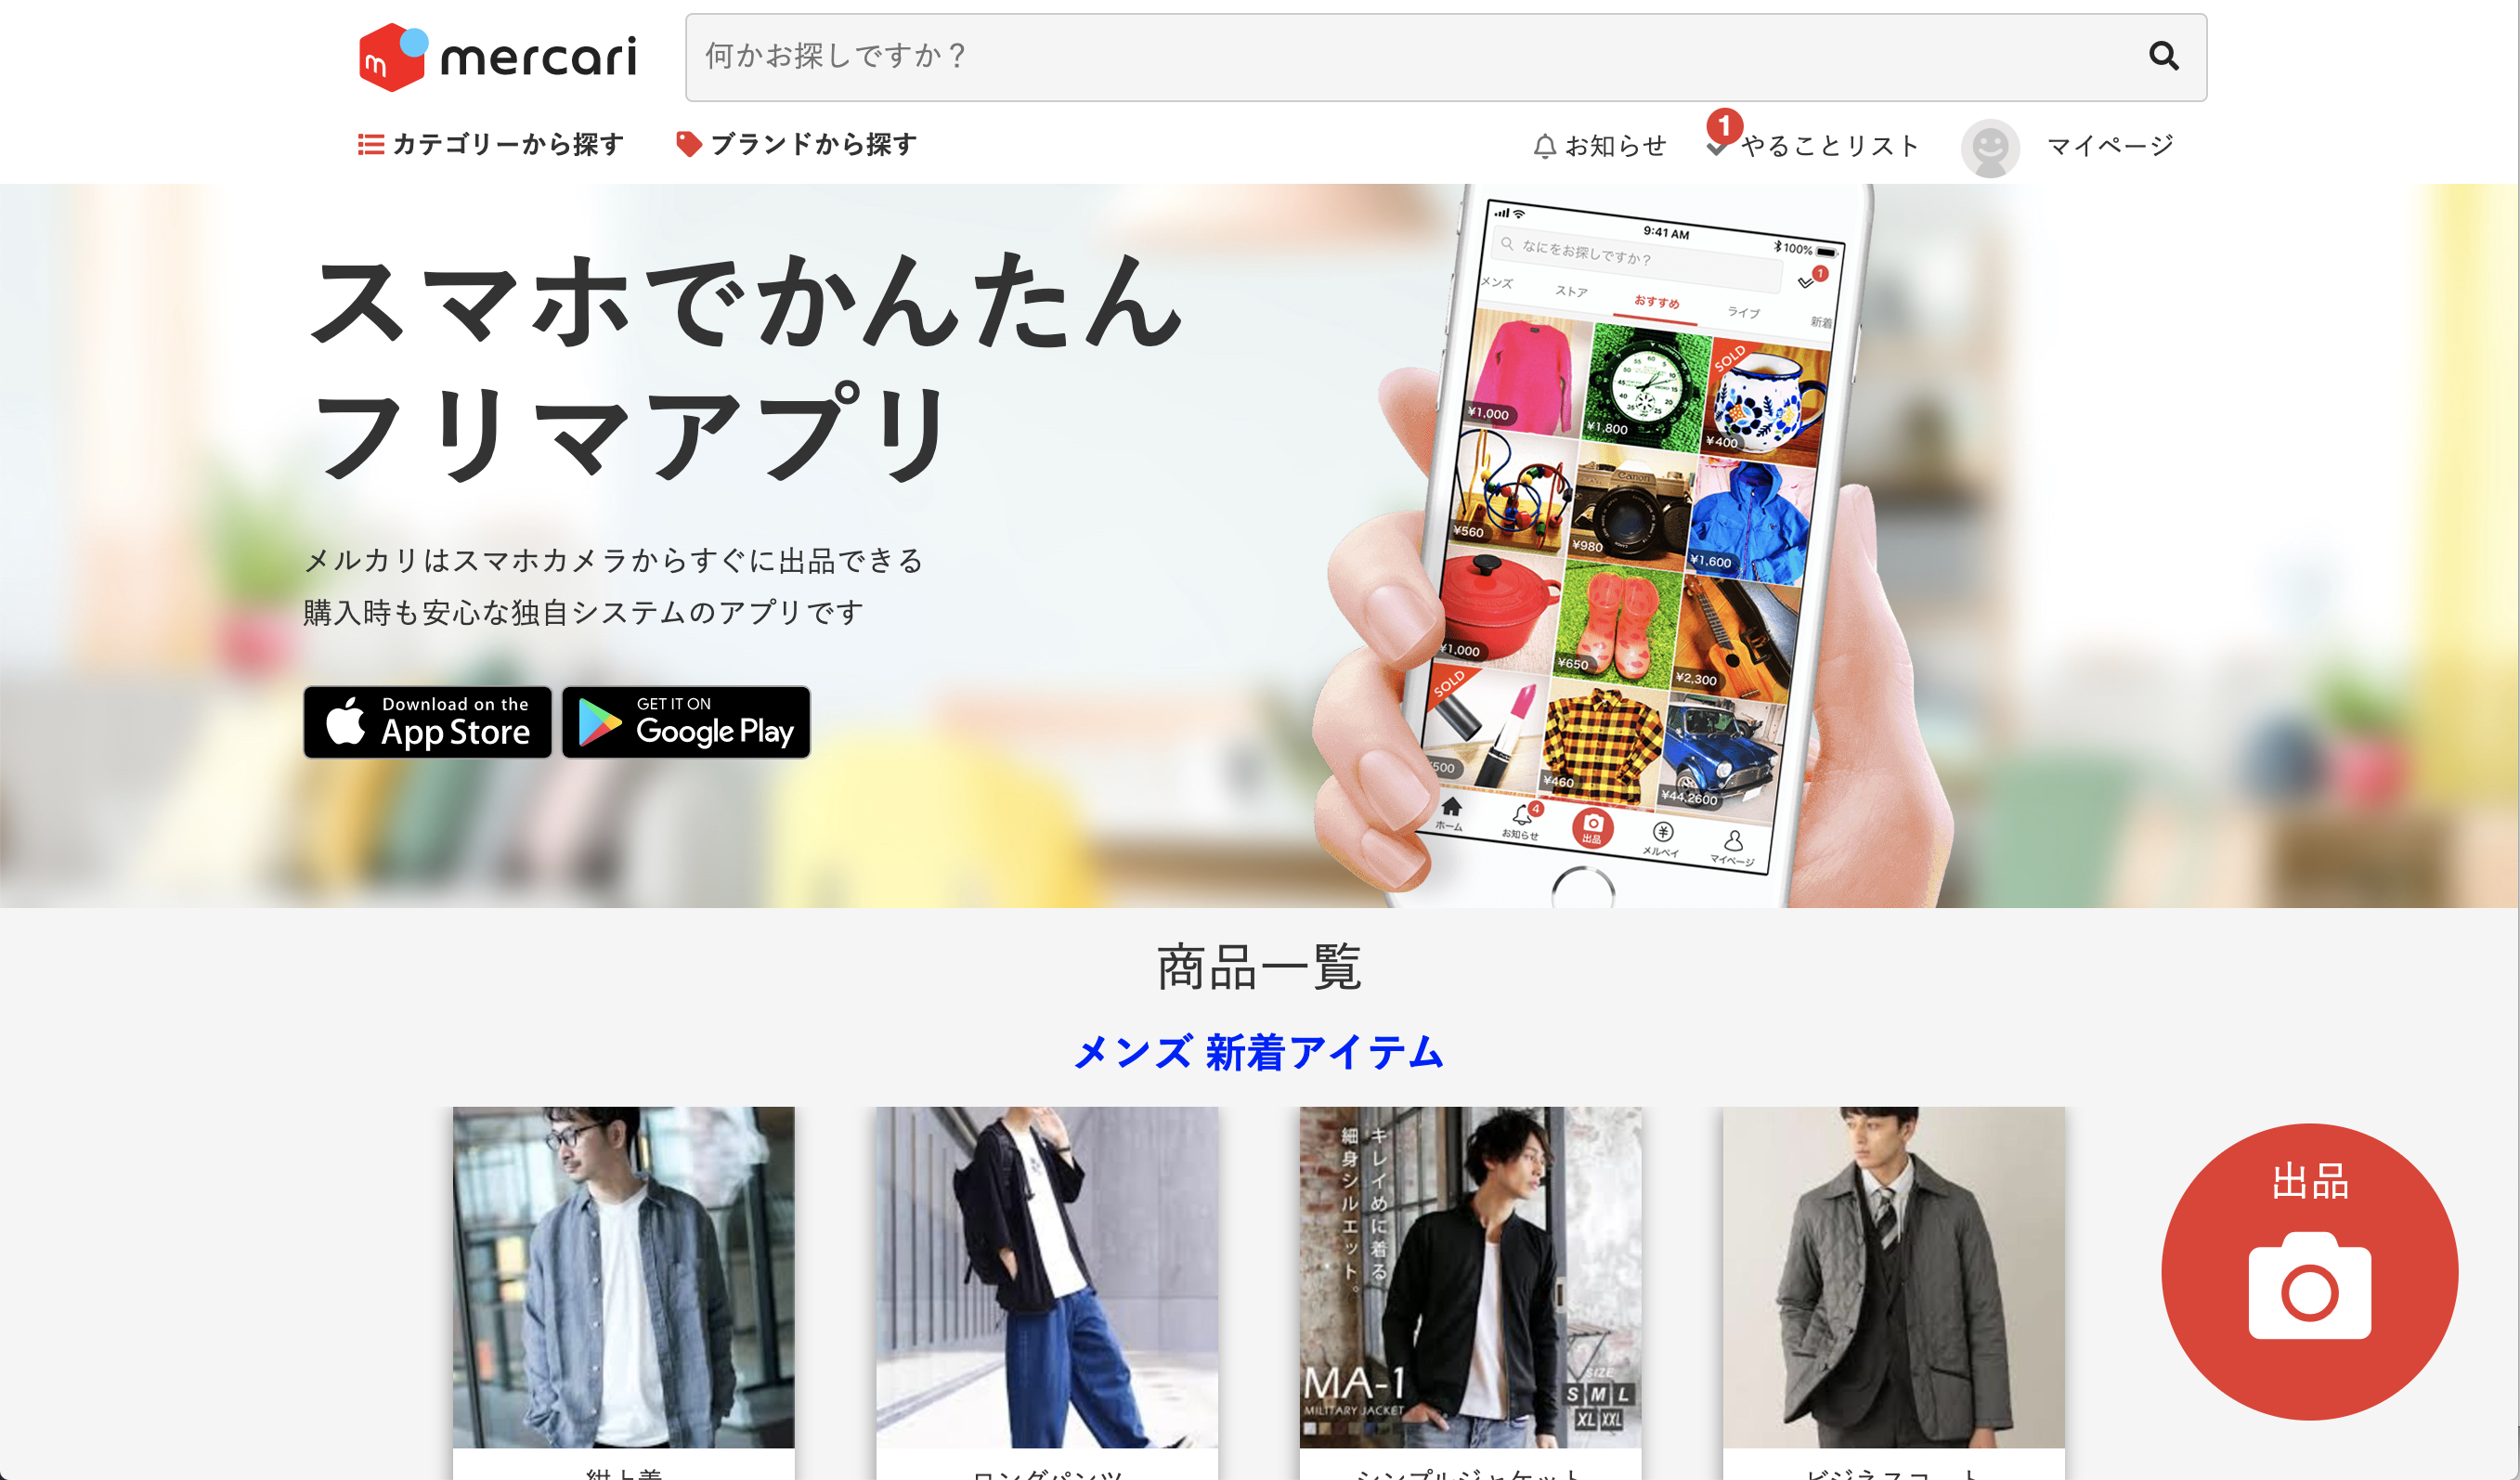 mercari
何かお探しですか？
カテゴリーから探す
ブランドから探す
お知らせ
1
やることリスト
マイページ
スマホでかんたん
フリマアプリ
メルカリはスマホカメラからすぐに出品できる
購入時も安心な独自システムのアプリです
Download on the
App Store
GET IT ON
Google Play
9:41 AM
100%
なにをお探しですか？
1
メンズ
ストア
おすすめ
ライブ
新着
SOLD
¥1,000
¥1,800
¥400
Canon
¥560
¥980
¥1,600
¥1,000
¥650
¥2,300
SOLD
¥500
¥460
¥44,2600
ホーム
4
お知らせ
出品
メルペイ
マイページ
商品一覧
メンズ 新着アイテム
キレイめに着る
細身シルエット。
MA-1
MILITARY JACKET
SIZE
S M L
XL XXL
出品
紺上着
ロングパンツ
シンプルジャケット
ビジネスコート